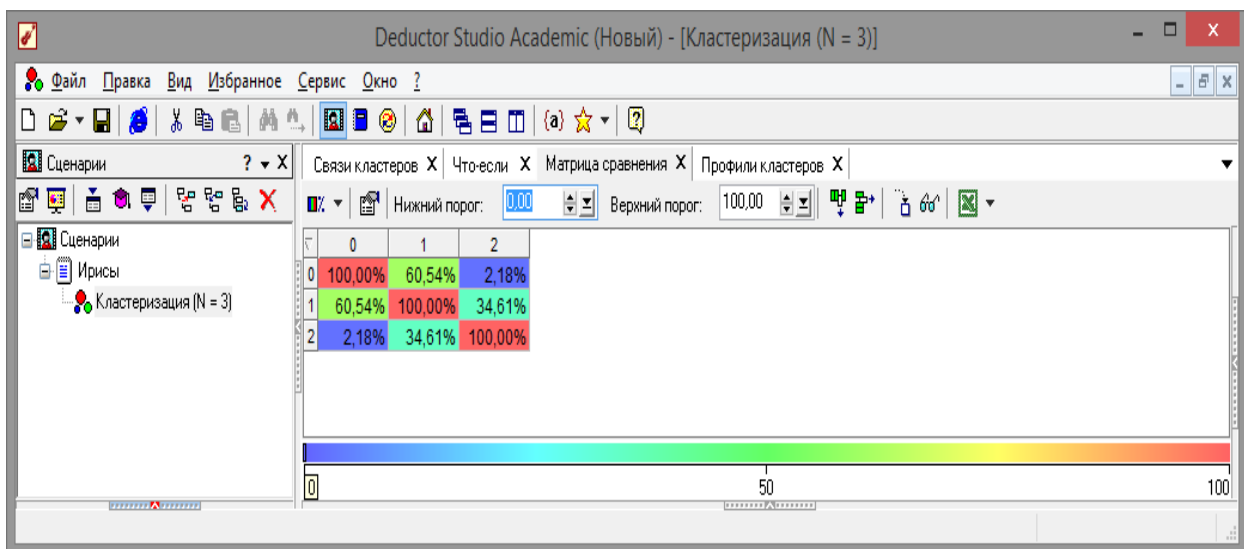 Deductor Studio Academic (Новый) - [Кластеризация (N = 3)]
Файл Правка Вид Избранное Сервис Окно ?
{а}
Сценарии ? X
Связи кластеров X Что-если X Матрица сравнения X Профили кластеров X
Нижний порог: 0,00 Верхний порог: 100,00
Сценарии
Ирисы
Кластеризация (N = 3)
0 1 2
0 100,00% 60,54% 2,18%
1 60,54% 100,00% 34,61%
2 2,18% 34,61% 100,00%
0 50 100